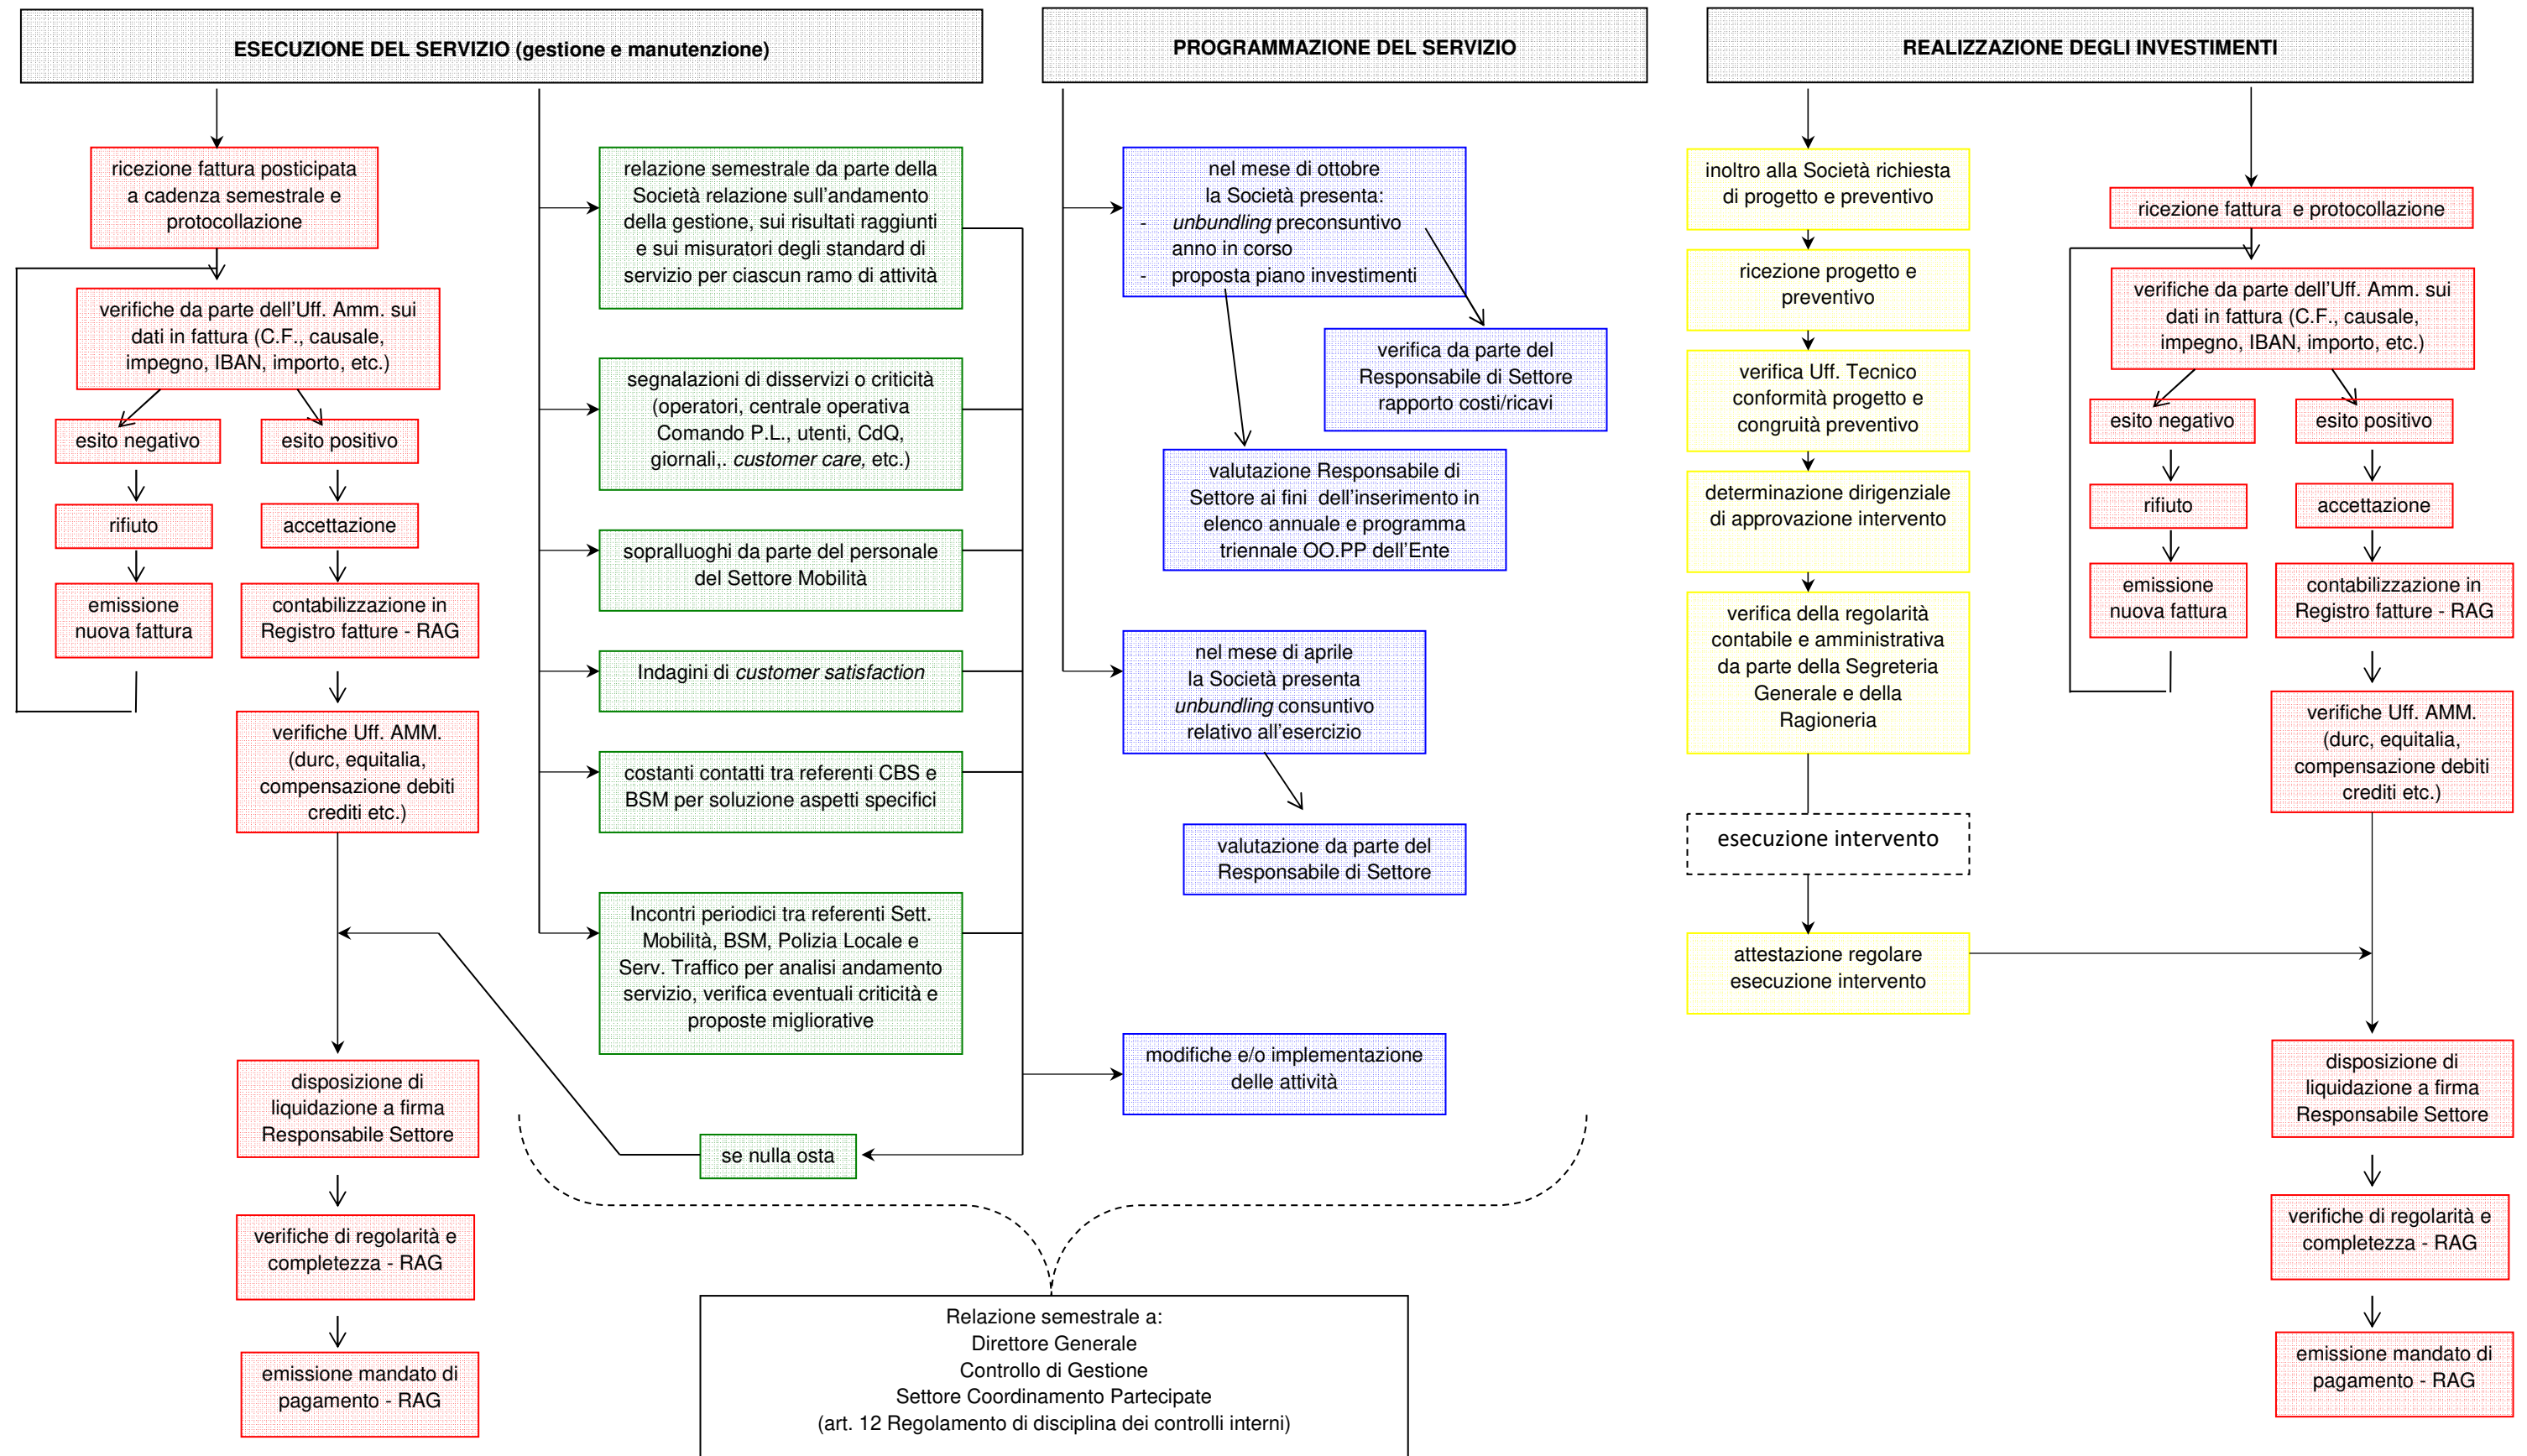 ESECUZIONE DEL SERVIZIO (gestione e manutenzione)
ricezione fattura posticipata
a cadenza semestrale e
protocollazione
verifiche da parte dell'Uff. Amm. sui
dati in fattura (C.F., causale,
impegno, IBAN, importo, etc.)
esito negativo
rifiuto
emissione
nuova fattura
esito positivo
accettazione
contabilizzazione in
Registro fatture - RAG
verifiche Uff. AMM.
(durc, equitalia,
compensazione debiti
crediti etc.)
disposizione di
liquidazione a firma
Responsabile Settore
verifiche di regolarità e
completezza - RAG
emissione mandato di
pagamento - RAG
relazione semestrale da parte della
Società relazione sull'andamento
della gestione, sui risultati raggiunti
e sui misuratori degli standard di
servizio per ciascun ramo di attività
segnalazioni di disservizi o criticità
(operatori, centrale operativa
Comando P.L., utenti, CdQ,
giornali,. customer care, etc.)
sopralluoghi da parte del personale
del Settore Mobilità
Indagini di customer satisfaction
costanti contatti tra referenti CBS e
BSM per soluzione aspetti specifici
Incontri periodici tra referenti Sett.
Mobilità, BSM, Polizia Locale e
Serv. Traffico per analisi andamento
servizio, verifica eventuali criticità e
proposte migliorative
se nulla osta
PROGRAMMAZIONE DEL SERVIZIO
nel mese di ottobre
la Società presenta:
- unbundling preconsuntivo
anno in corso
- proposta piano investimenti
verifica da parte del
Responsabile di Settore
rapporto costi/ricavi
valutazione Responsabile di
Settore ai fini dell'inserimento in
elenco annuale e programma
triennale OO.PP dell'Ente
nel mese di aprile
la Società presenta
unbundling consuntivo
relativo all'esercizio
valutazione da parte del
Responsabile di Settore
modifiche e/o implementazione
delle attività
Relazione semestrale a:
Direttore Generale
Controllo di Gestione
Settore Coordinamento Partecipate
(art. 12 Regolamento di disciplina dei controlli interni)
REALIZZAZIONE DEGLI INVESTIMENTI
inoltro alla Società richiesta
di progetto e preventivo
ricezione progetto e
preventivo
verifica Uff. Tecnico
conformità progetto e
congruità preventivo
determinazione dirigenziale
di approvazione intervento
verifica della regolarità
contabile e amministrativa
da parte della Segreteria
Generale e della
Ragioneria
esecuzione intervento
attestazione regolare
esecuzione intervento
ricezione fattura e protocollazione
verifiche da parte dell'Uff. Amm. sui
dati in fattura (C.F., causale,
impegno, IBAN, importo, etc.)
esito negativo
rifiuto
emissione
nuova fattura
esito positivo
accettazione
contabilizzazione in
Registro fatture - RAG
verifiche Uff. AMM.
(durc, equitalia,
compensazione debiti
crediti etc.)
disposizione di
liquidazione a firma
Responsabile Settore
verifiche di regolarità e
completezza - RAG
emissione mandato di
pagamento - RAG